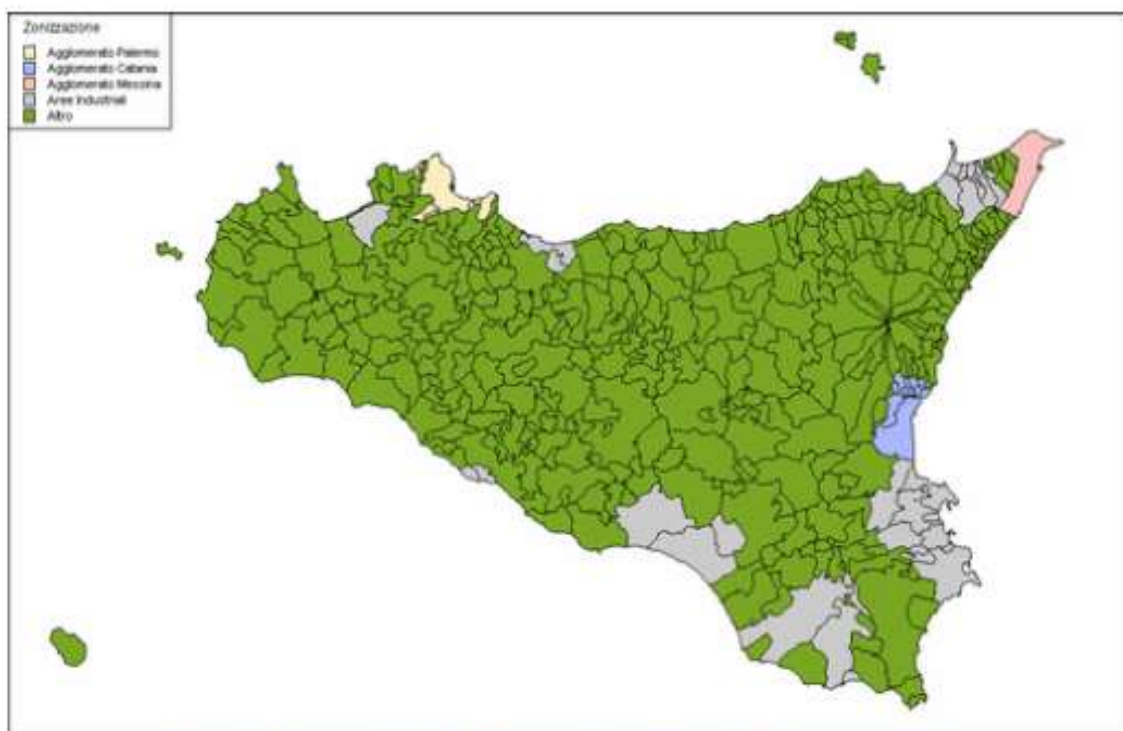 Zonizzazione
Agglomerato Palermo
Agglomerato Catania
Agglomerato Messina
Aree Industriali
Altro